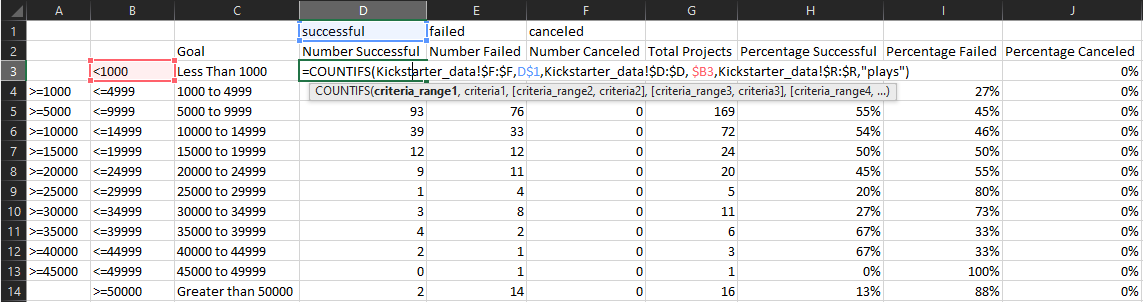 A B C D E F G H I J
1 successful failed canceled
2 Goal Number Successful Number Failed Number Canceled Total Projects Percentage Successful Percentage Failed Percentage Canceled
3 <1000 Less Than 1000 =COUNTIFS(Kickstarter_data!$F:$F,D$1,Kickstarter_data!$D:$D, $B3,Kickstarter_data!$R:$R,"plays") 0%
4 >=1000 <=4999 1000 to 4999 27% 0%
COUNTIFS(criteria_range1, criteria1, [criteria_range2, criteria2], [criteria_range3, criteria3], [criteria_range4, ...)
5 >=5000 <=9999 5000 to 9999 93 76 0 169 55% 45% 0%
6 >=10000 <=14999 10000 to 14999 39 33 0 72 54% 46% 0%
7 >=15000 <=19999 15000 to 19999 12 12 0 24 50% 50% 0%
8 >=20000 <=24999 20000 to 24999 9 11 0 20 45% 55% 0%
9 >=25000 <=29999 25000 to 29999 1 4 0 5 20% 80% 0%
10 >=30000 <=34999 30000 to 34999 3 8 0 11 27% 73% 0%
11 >=35000 <=39999 35000 to 39999 4 2 0 6 67% 33% 0%
12 >=40000 <=44999 40000 to 44999 2 1 0 3 67% 33% 0%
13 >=45000 <=49999 45000 to 49999 0 1 0 1 0% 100% 0%
14 >=50000 Greater than 50000 2 14 0 16 13% 88% 0%